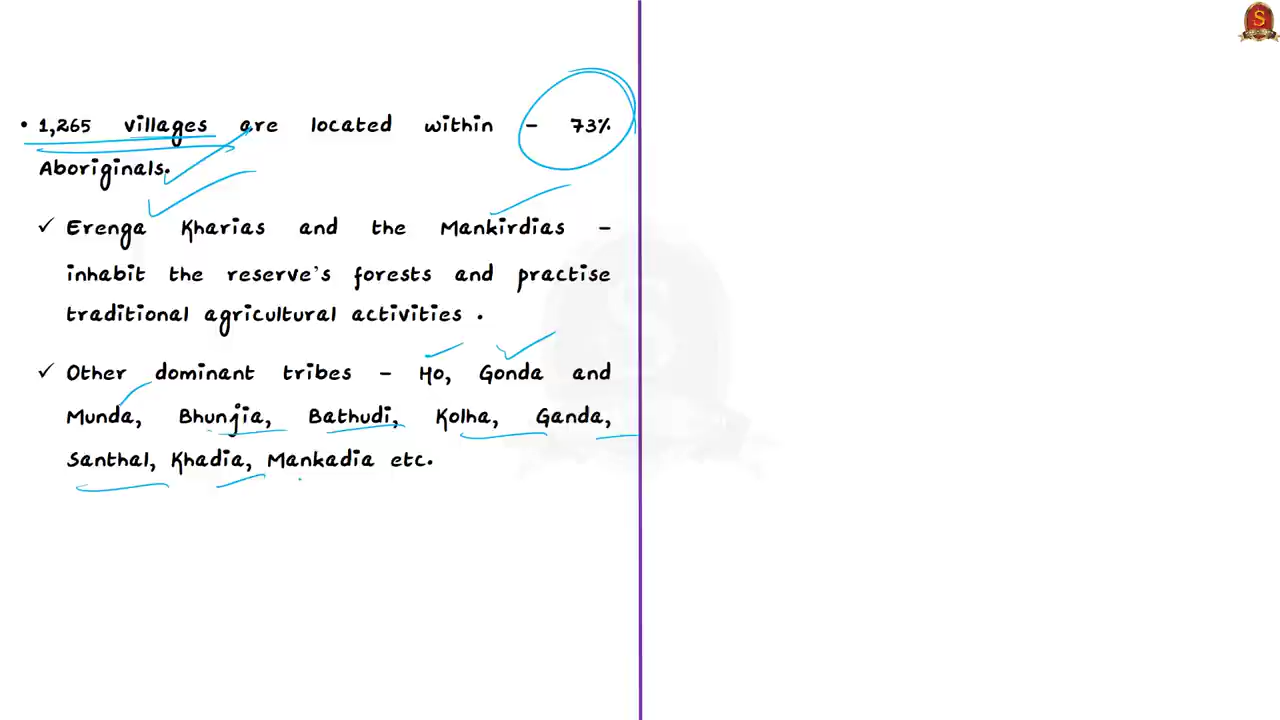 • 1,265 villages are located within – 73%
Aboriginals.
✓ Erenga Kharias and the Mankirdias –
inhabit the reserve's forests and practise
traditional agricultural activities .
✓ Other dominant tribes – Ho, Gonda and
Munda, Bhunjia, Bathudi, Kolha, Ganda,
Santhal, Khadia, Mankadia etc.
S